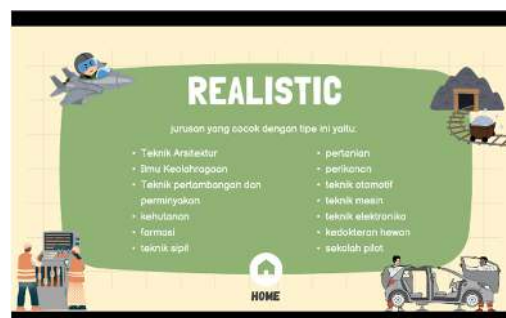 REALISTIC
jurusan yang cocok dengan tipe ini yaitu:
• Teknik Arsitektur
• Ilmu Keolahragaan
• Teknik pertambangan dan
perminyakan
• kehutanan
• farmasi
• teknik sipil
• pertanian
• perikanan
• teknik otomotif
• teknik mesin
• teknik elektronika
• kedokteran hewan
• sekolah pilot
HOME